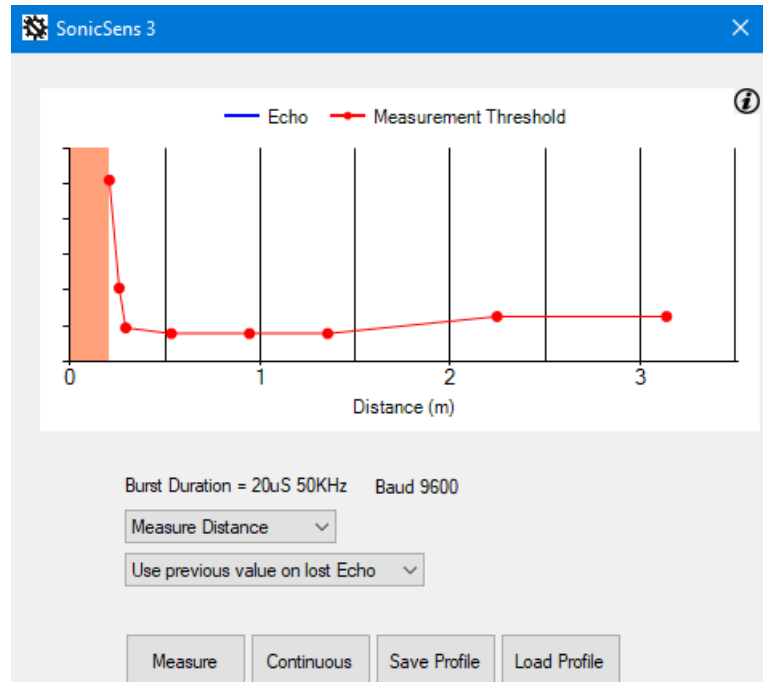 SonicSens 3
Echo Measurement Threshold
0 1 2 3
Distance (m)
Burst Duration = 20uS 50KHz Baud 9600
Measure Distance
Use previous value on lost Echo
Measure Continuous Save Profile Load Profile